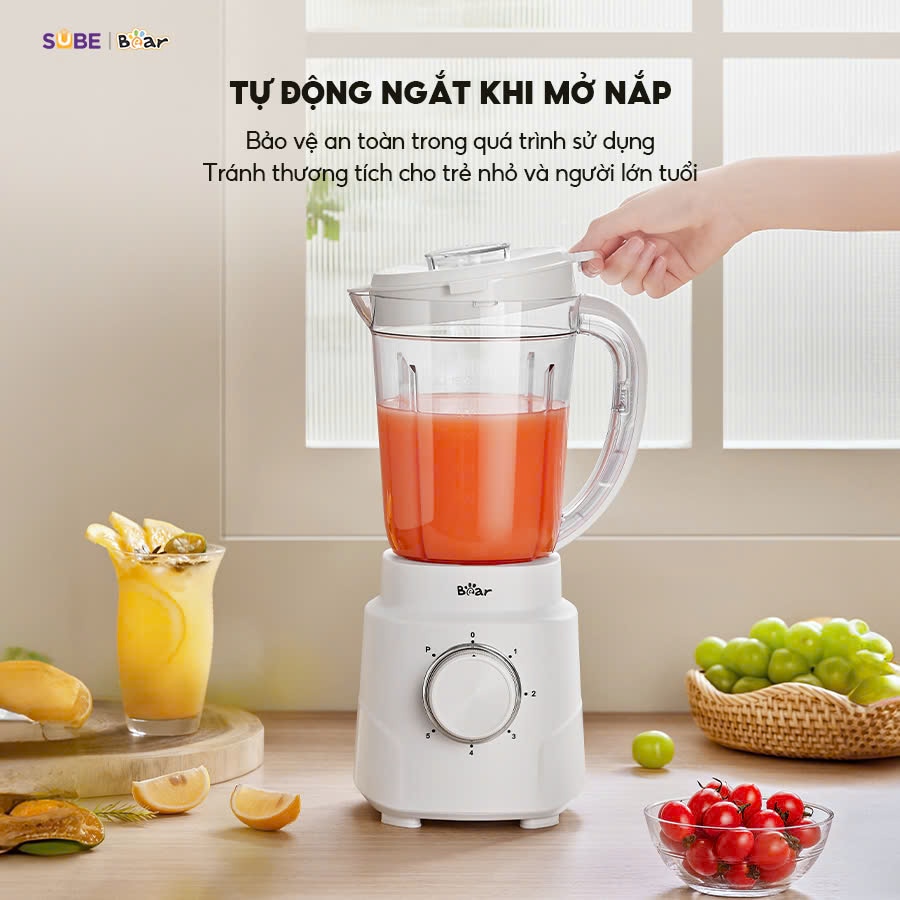 SUBE | Bear
TỰ ĐỘNG NGẮT KHI MỞ NẮP
Bảo vệ an toàn trong quá trình sử dụng
Tránh thương tích cho trẻ nhỏ và người lớn tuổi
Bear
0
P
1
2
5
3
4